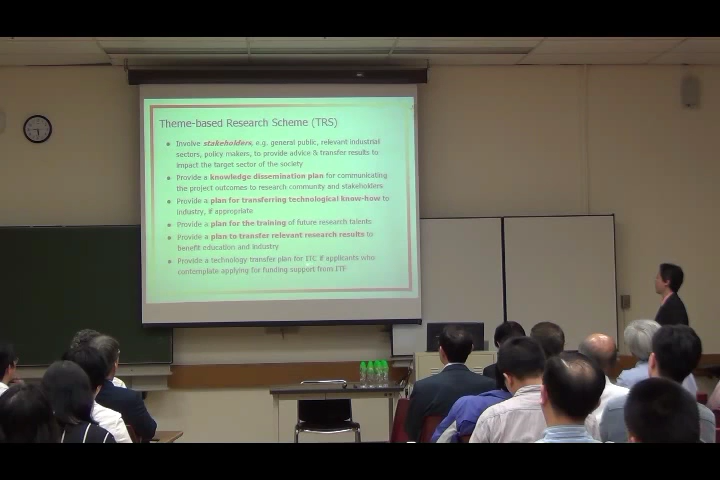 Theme-based Research Scheme (TRS)
Involve stakeholders, e.g. general public, relevant industrial
sectors, policy makers, to provide advice & transfer results to
impact the target sector of the society
Provide a knowledge dissemination plan for communicating
the project outcomes to research community and stakeholders
Provide a plan for transferring technological know-how to
industry, if appropriate
Provide a plan for the training of future research talents
Provide a plan to transfer relevant research results to
benefit education and industry
Provide a technology transfer plan for ITC if applicants who
contemplate applying for funding support from ITF